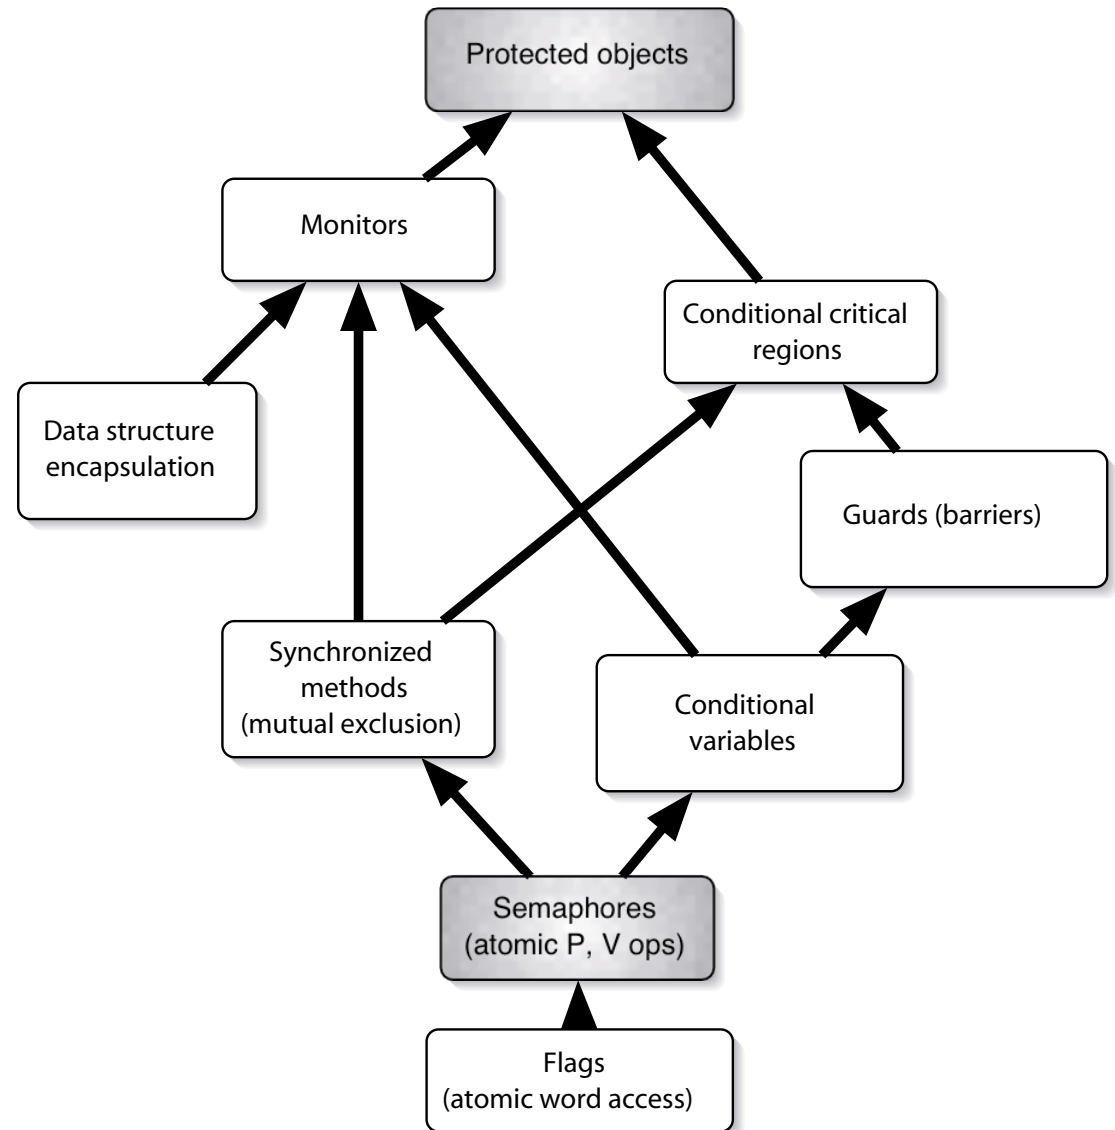 Protected objects
Monitors
Conditional critical
regions
Data structure
encapsulation
Guards (barriers)
Synchronized
methods
(mutual exclusion)
Conditional
variables
Semaphores
(atomic P, V ops)
Flags
(atomic word access)